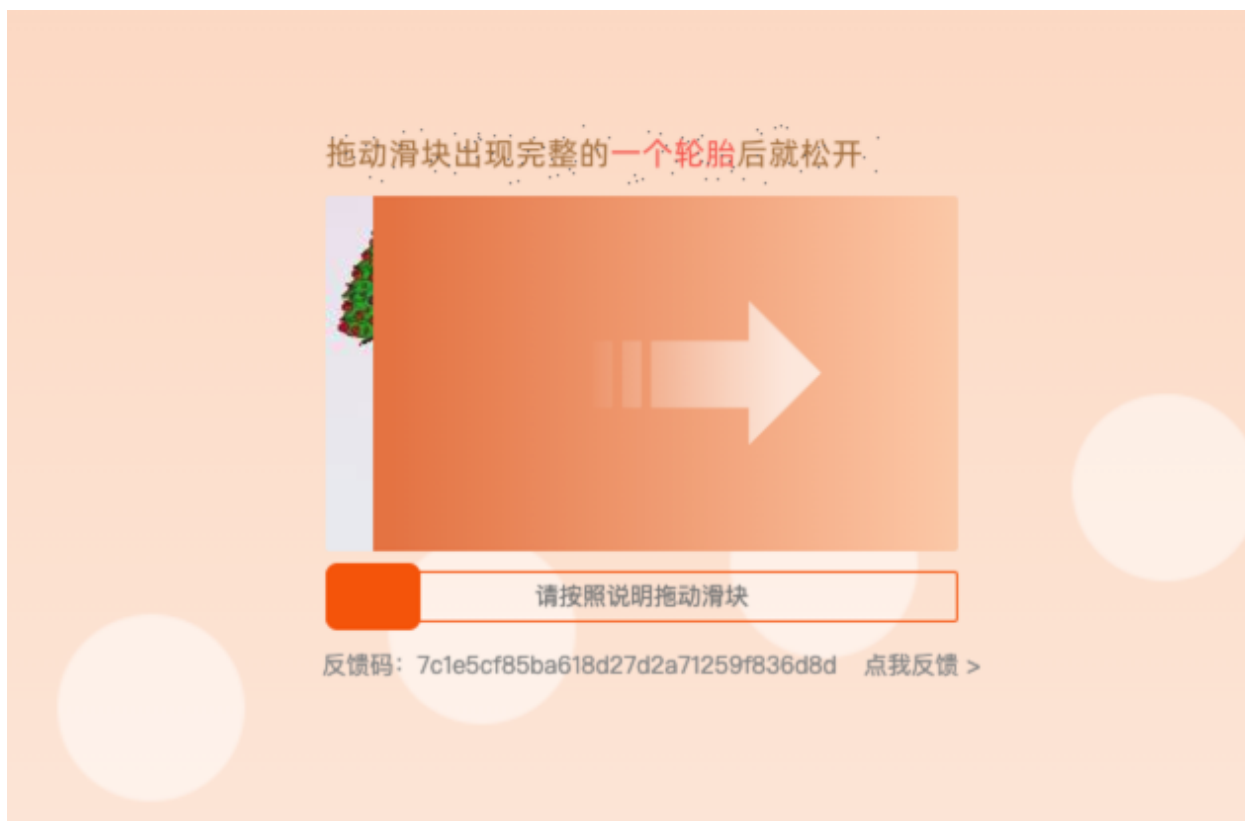 拖动滑块出现完整的一个轮胎后就松开
请按照说明拖动滑块
反馈码：7c1e5cf85ba618d27d2a71259f836d8d 点我反馈 >